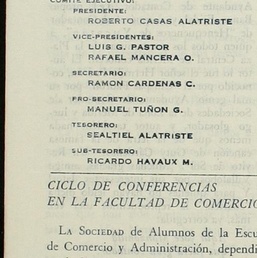 COMITE EJECUTIVO:
PRESIDENTE:
ROBERTO CASAS ALATRISTE
VICE-PRESIDENTES:
LUIS G. PASTOR
RAFAEL MANCERA O.
SECRETARIO:
RAMON CARDENAS C.
PRO-SECRETARIO:
MANUEL TUÑON G.
TESORERO:
SEALTIEL ALATRISTE
SUB-TESORERO:
RICARDO HAVAUX M.
CICLO DE CONFERENCIAS
EN LA FACULTAD DE COMERCIO
LA SOCIEDAD de Alumnos de la Escu
de Comercio y Administración, dependi